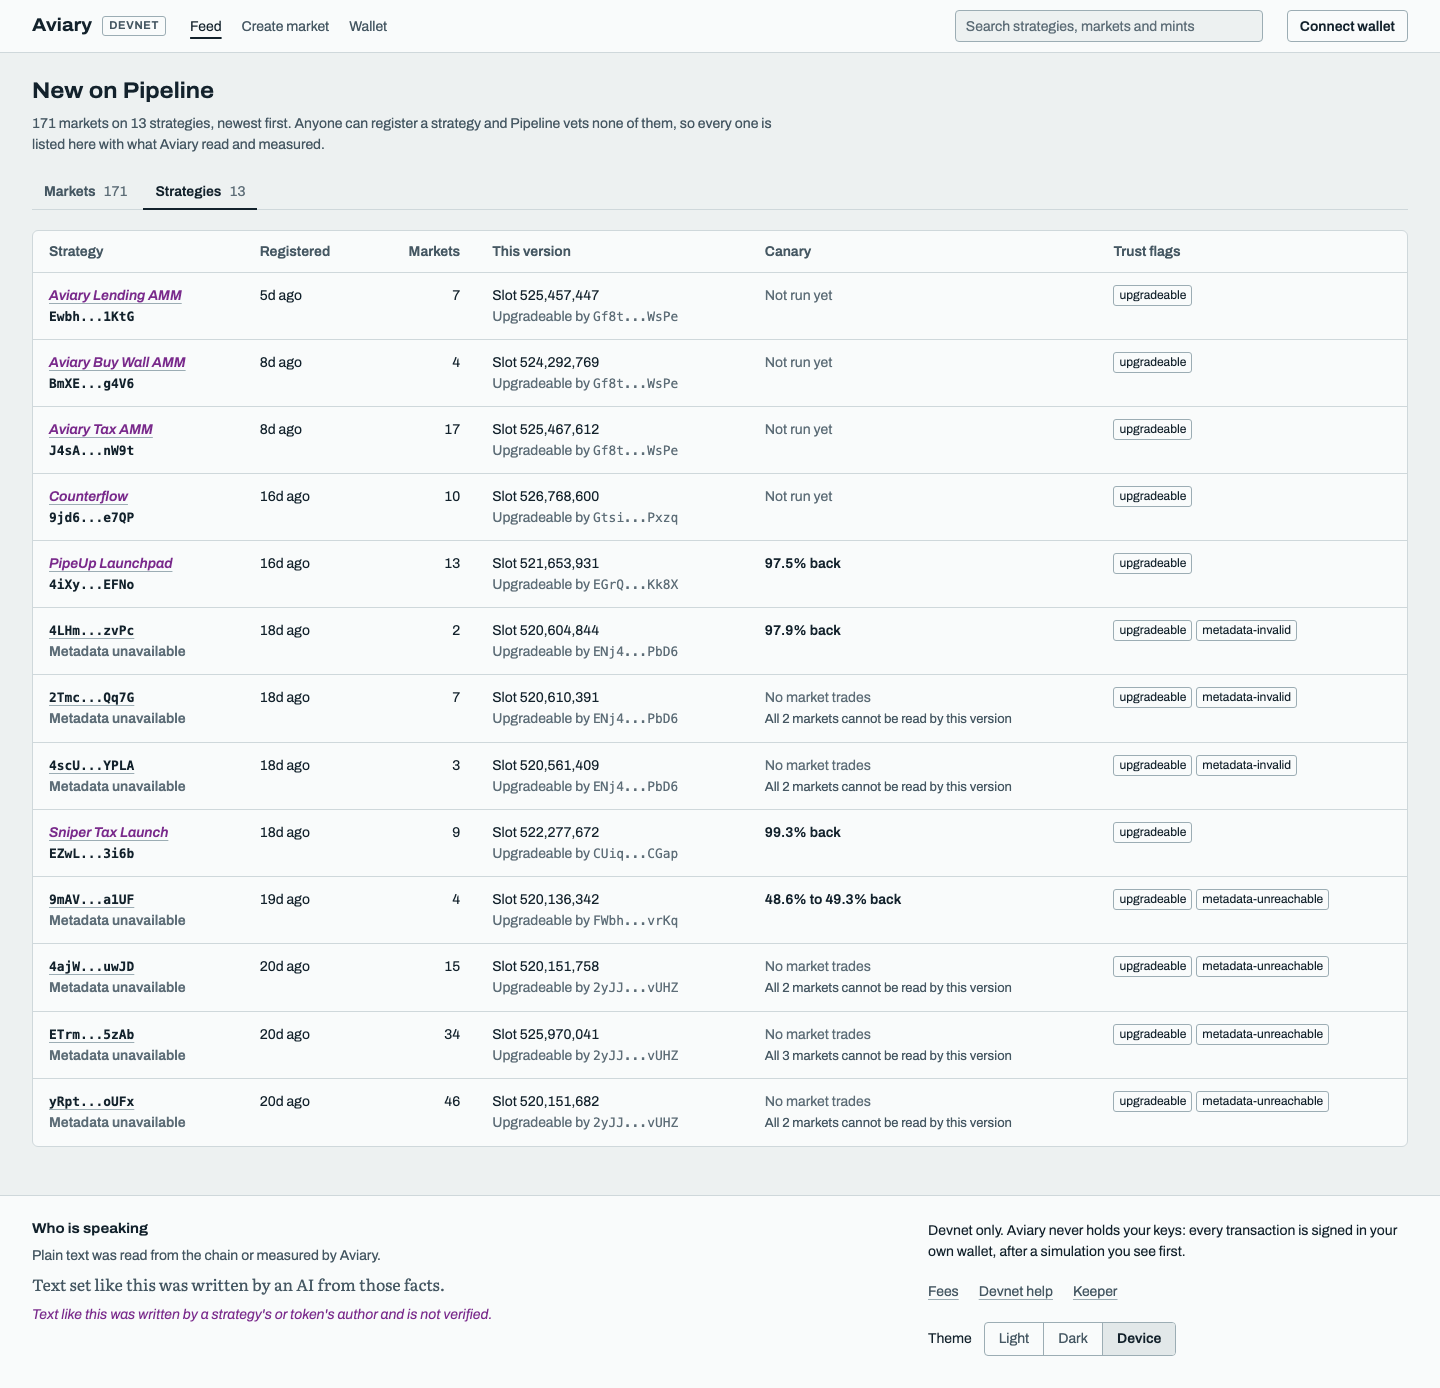 Aviary DEVNET Feed Create market Wallet Search strategies, markets and mints Connect wallet
New on Pipeline
171 markets on 13 strategies, newest first. Anyone can register a strategy and Pipeline vets none of them, so every one is
listed here with what Aviary read and measured.
Markets 171 Strategies 13
Strategy Registered Markets This version Canary Trust flags
Aviary Lending AMM 5d ago 7 Slot 525,457,447 Not run yet upgradeable
Ewbh...1KtG Upgradeable by Gf8t...WsPe
Aviary Buy Wall AMM 8d ago 4 Slot 524,292,769 Not run yet upgradeable
BmXE...g4V6 Upgradeable by Gf8t...WsPe
Aviary Tax AMM 8d ago 17 Slot 525,467,612 Not run yet upgradeable
J4sA...nW9t Upgradeable by Gf8t...WsPe
Counterflow 16d ago 10 Slot 526,768,600 Not run yet upgradeable
9jd6...e7QP Upgradeable by Gtsi...Pxzq
PipeUp Launchpad 16d ago 13 Slot 521,653,931 97.5% back upgradeable
4iXy...EFNo Upgradeable by EGrQ...Kk8X
4LHm...zvPc 18d ago 2 Slot 520,604,844 97.9% back upgradeable metadata-invalid
Metadata unavailable Upgradeable by ENj4...PbD6
2Tmc...Qq7G 18d ago 7 Slot 520,610,391 No market trades upgradeable metadata-invalid
Metadata unavailable Upgradeable by ENj4...PbD6 All 2 markets cannot be read by this version
4scU...YPLA 18d ago 3 Slot 520,561,409 No market trades upgradeable metadata-invalid
Metadata unavailable Upgradeable by ENj4...PbD6 All 2 markets cannot be read by this version
Sniper Tax Launch 18d ago 9 Slot 522,277,672 99.3% back upgradeable
EZwL...3i6b Upgradeable by CUiq...CGap
9mAV...a1UF 19d ago 4 Slot 520,136,342 48.6% to 49.3% back upgradeable metadata-unreachable
Metadata unavailable Upgradeable by FWbh...vrKq
4ajW...uwJD 20d ago 15 Slot 520,151,758 No market trades upgradeable metadata-unreachable
Metadata unavailable Upgradeable by 2yJJ...vUHZ All 2 markets cannot be read by this version
ETrm...5zAb 20d ago 34 Slot 525,970,041 No market trades upgradeable metadata-unreachable
Metadata unavailable Upgradeable by 2yJJ...vUHZ All 3 markets cannot be read by this version
yRpt...oUFx 20d ago 46 Slot 520,151,682 No market trades upgradeable metadata-unreachable
Metadata unavailable Upgradeable by 2yJJ...vUHZ All 2 markets cannot be read by this version
Who is speaking
Plain text was read from the chain or measured by Aviary.
Text set like this was written by an AI from those facts.
Text like this was written by a strategy's or token's author and is not verified.
Devnet only. Aviary never holds your keys: every transaction is signed in your
own wallet, after a simulation you see first.
Fees Devnet help Keeper
Theme Light Dark Device